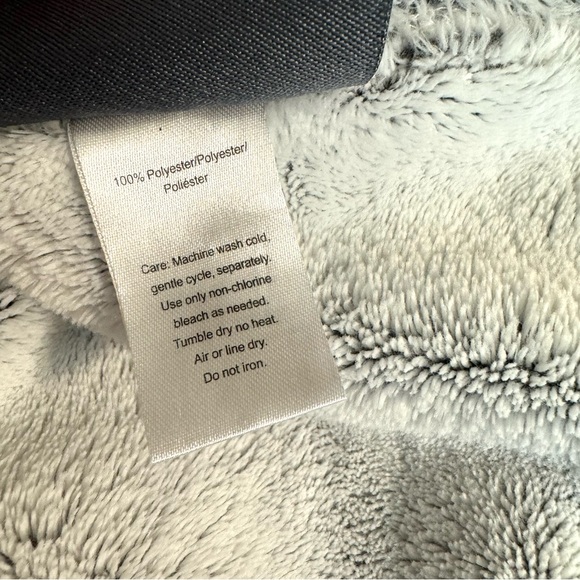 100% Polyester/Polyester/
Poliéster
Care: Machine wash cold,
gentle cycle, separately.
Use only non-chlorine
bleach as needed.
Tumble dry no heat.
Air or line dry.
Do not iron.